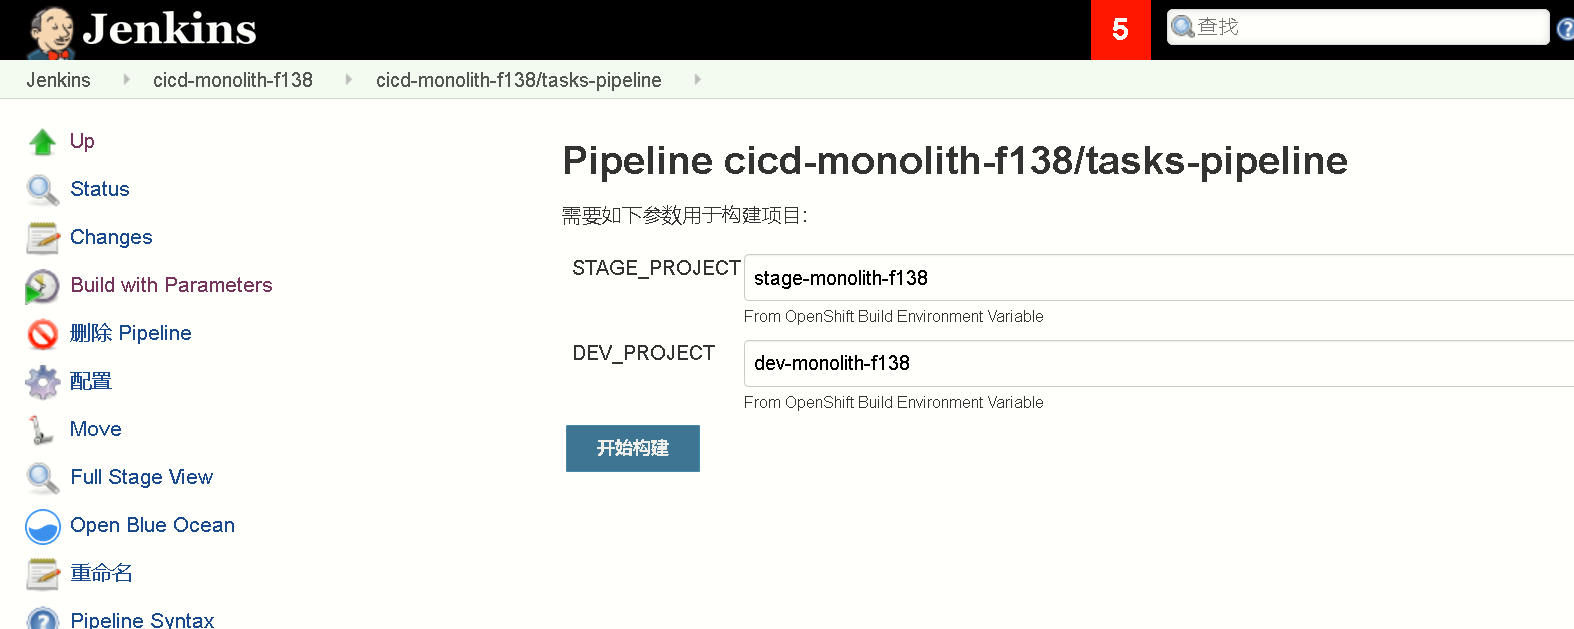 Jenkins
5
查找
Jenkins cicd-monolith-f138 cicd-monolith-f138/tasks-pipeline
Up
Status
Changes
Build with Parameters
删除 Pipeline
配置
Move
Full Stage View
Open Blue Ocean
重命名
Pipeline Syntax
Pipeline cicd-monolith-f138/tasks-pipeline
需要如下参数用于构建项目:
STAGE_PROJECT stage-monolith-f138
From OpenShift Build Environment Variable
DEV_PROJECT dev-monolith-f138
From OpenShift Build Environment Variable
开始构建